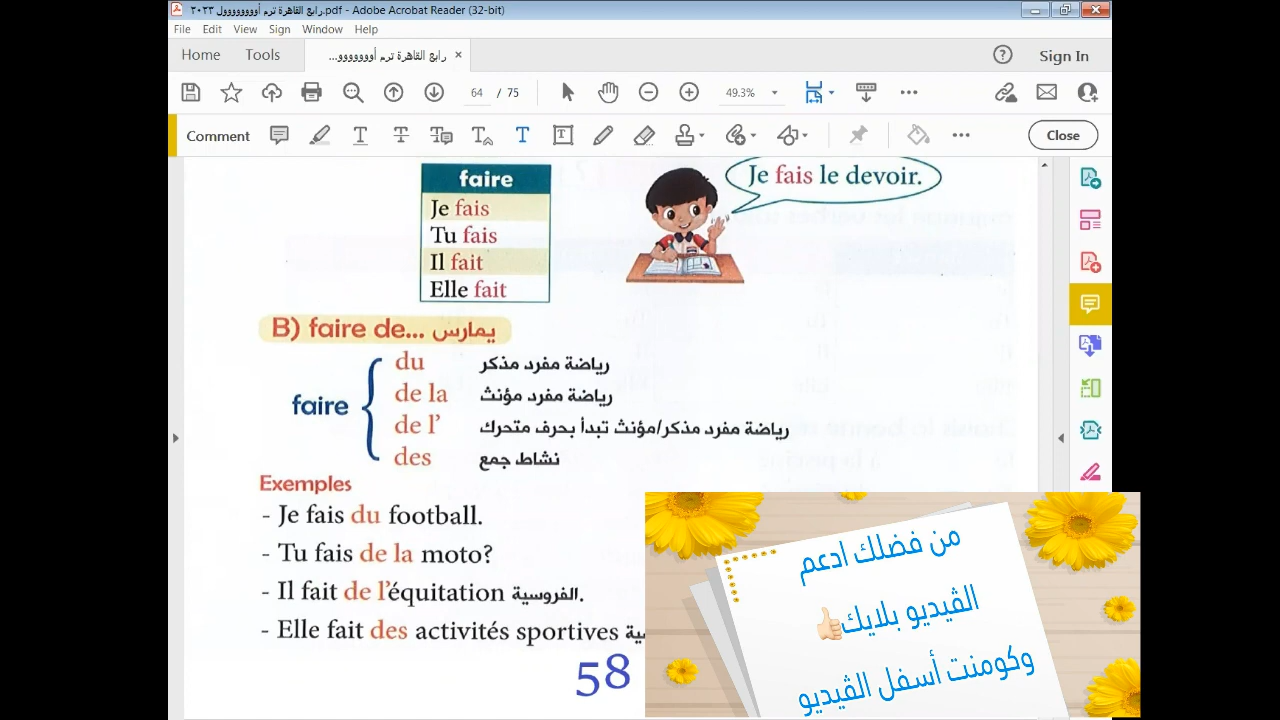 رابع القاهرة ترم أووووووول ٢٠٢٣.pdf - Adobe Acrobat Reader (32-bit)
File Edit View Sign Window Help
Home Tools رابع القاهرة ترم أووووووو... × Sign In
64 / 75 49.3%
Comment Close
faire
Je fais
Tu fais
Il fait
Elle fait
Je fais le devoir.
B) faire de... يمارس
faire
du رياضة مفرد مذكر
de la رياضة مفرد مؤنث
de l' رياضة مفرد مذكر/مؤنث تبدأ بحرف متحرك
des نشاط جمع
Exemples
- Je fais du football.
- Tu fais de la moto?
- Il fait de l'équitation الفروسية.
- Elle fait des activités sportives
58
من فضلك ادعم
الڤيديو بلايك👍🏻
وكومنت أسفل الڤيديو